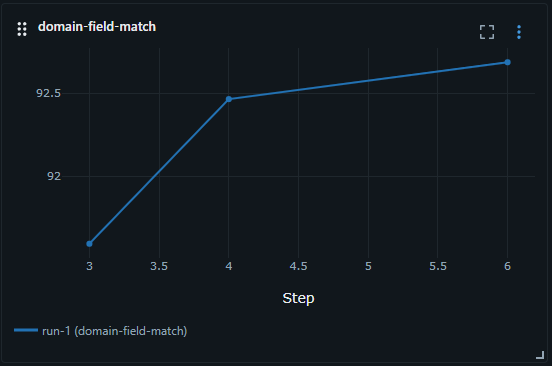 domain-field-match
92.5
92
3 3.5 4 4.5 5 5.5 6
Step
run-1 (domain-field-match)